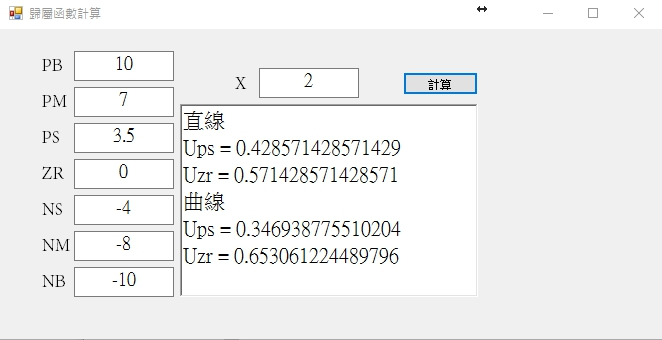 歸屬函數計算
PB 10
PM 7
PS 3.5
ZR 0
NS -4
NM -8
NB -10
X 2
計算
直線
Ups = 0.428571428571429
Uzr = 0.571428571428571
曲線
Ups = 0.346938775510204
Uzr = 0.653061224489796